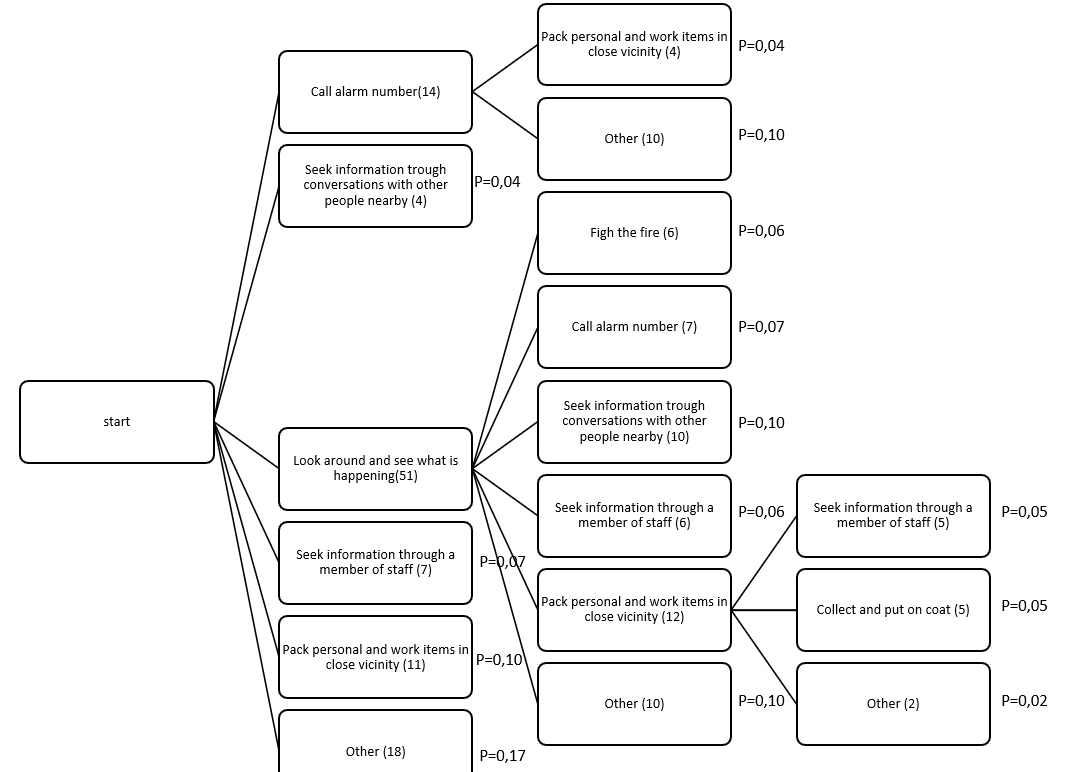 Pack personal and work items in
close vicinity (4)
P=0,04
Call alarm number(14)
Other (10)
P=0,10
Seek information trough
conversations with other
people nearby (4)
P=0,04
Figh the fire (6)
P=0,06
Call alarm number (7)
P=0,07
start
Seek information trough
conversations with other
people nearby (10)
P=0,10
Look around and see what is
happening(51)
Seek information through a
member of staff (6)
P=0,06
Seek information through a
member of staff (5)
P=0,05
Seek information through a
member of staff (7)
P=0,07
Pack personal and work items in
close vicinity (12)
Collect and put on coat (5)
P=0,05
Pack personal and work items in
close vicinity (11)
P=0,10
Other (10)
P=0,10
Other (2)
P=0,02
Other (18)
P=0,17